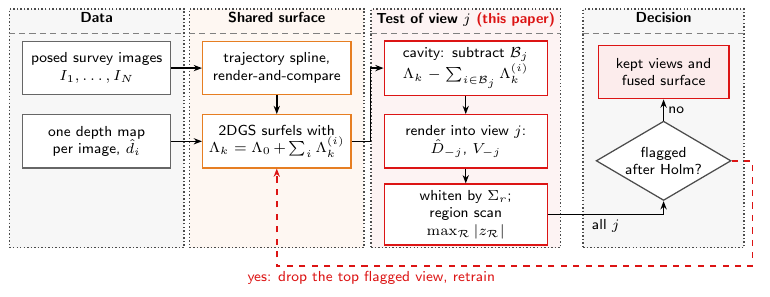 Data
posed survey images
I_1, …, I_N
one depth map
per image, d̂_i
Shared surface
trajectory spline,
render-and-compare
2DGS surfels with
Λ_k = Λ_0 + ∑_i Λ_k^(i)
Test of view j (this paper)
cavity: subtract ℬ_j
Λ_k − ∑_{i∈ℬ_j} Λ_k^(i)
render into view j:
D̂_{−j}, V_{−j}
whiten by Σ_r;
region scan
max_ℛ |z_ℛ|
all j
Decision
kept views and
fused surface
no
flagged
after Holm?
yes: drop the top flagged view, retrain